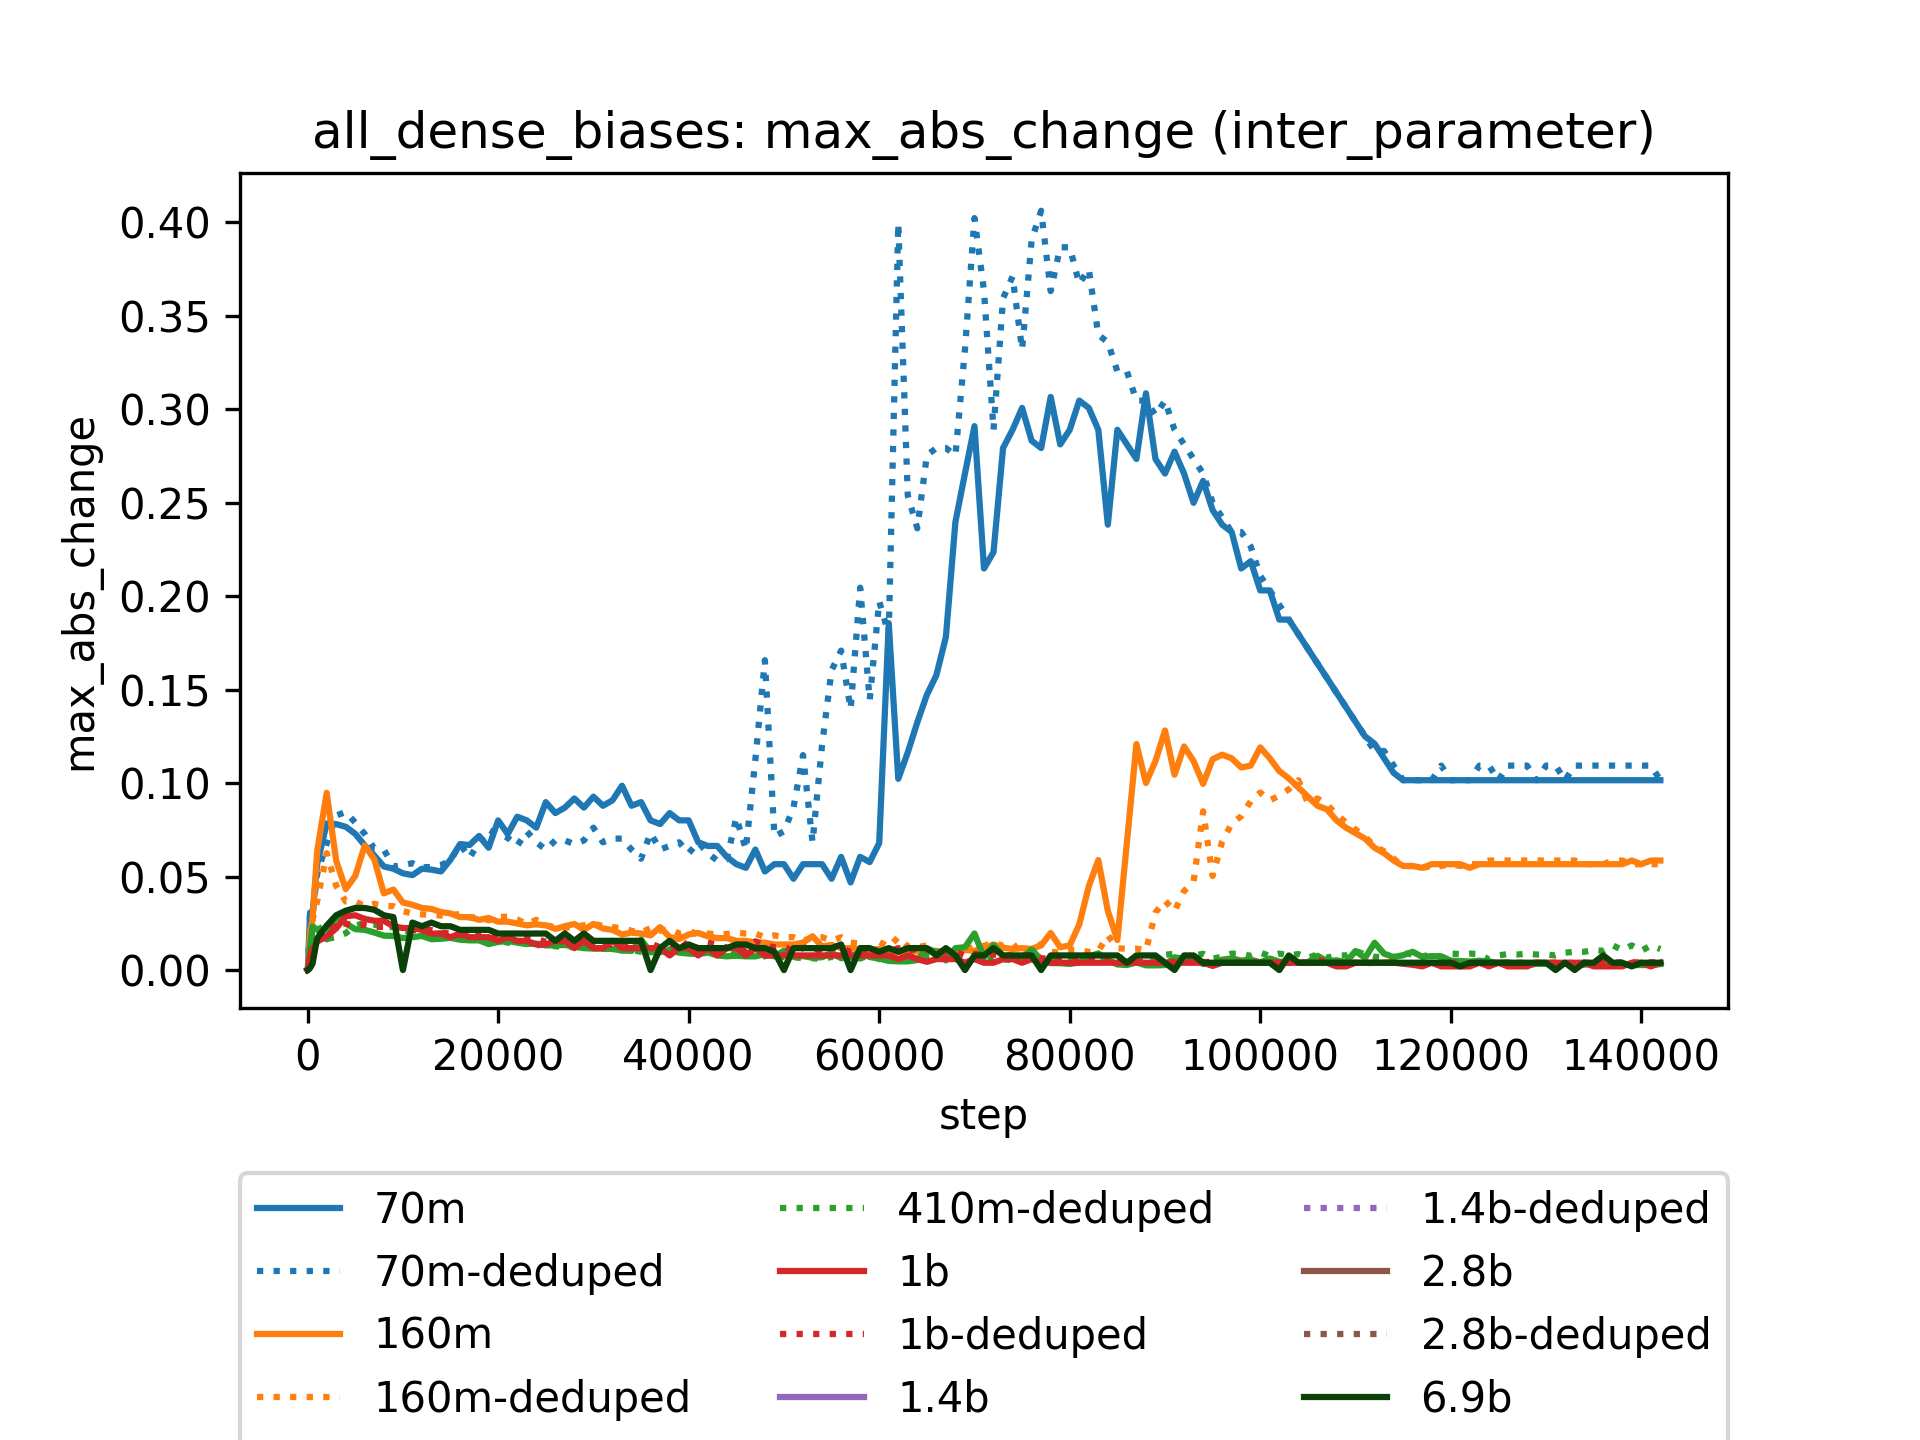 all_dense_biases: max_abs_change (inter_parameter)
max_abs_change
0.40
0.35
0.30
0.25
0.20
0.15
0.10
0.05
0.00
0 20000 40000 60000 80000 100000 120000 140000
step
70m 410m-deduped 1.4b-deduped
70m-deduped 1b 2.8b
160m 1b-deduped 2.8b-deduped
160m-deduped 1.4b 6.9b